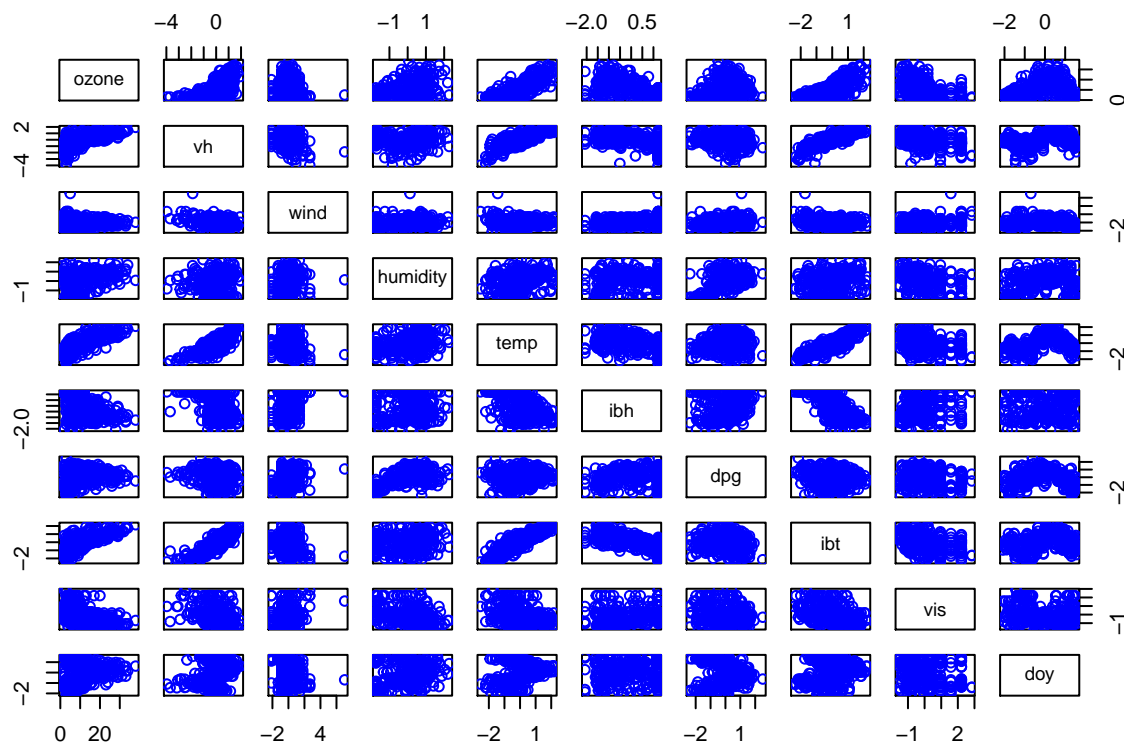 −4 0 −1 1 −2.0 0.5 −2 1 −2 0
ozone 0
2 −4 vh
wind −2
−1 humidity
temp −2
−2.0 ibh
dpg −2
−2 ibt
vis −1
−2 doy
0 20 −2 4 −2 1 −2 1 −1 2